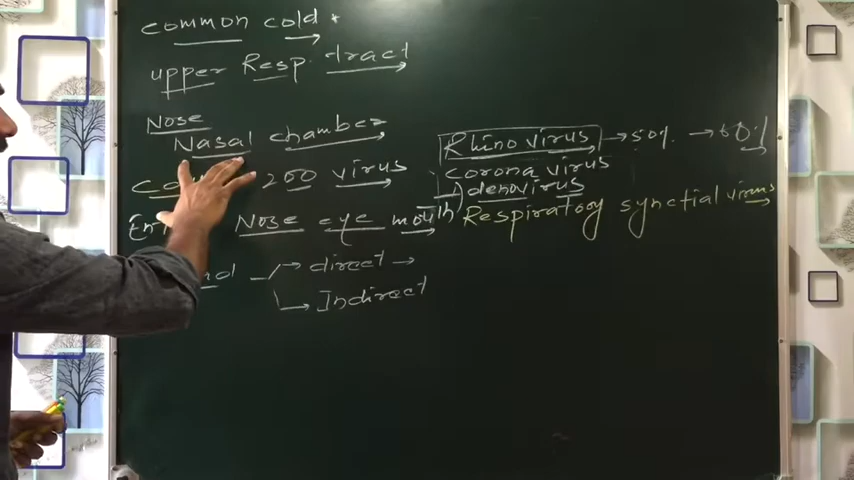 common cold
upper Resp. tract
Nose
Nasal chamber
200 virus
Nose eye mouth
direct
Indirect
Rhino virus → 50% → 60%
corona virus
Adenovirus
Respiratory synctial virus